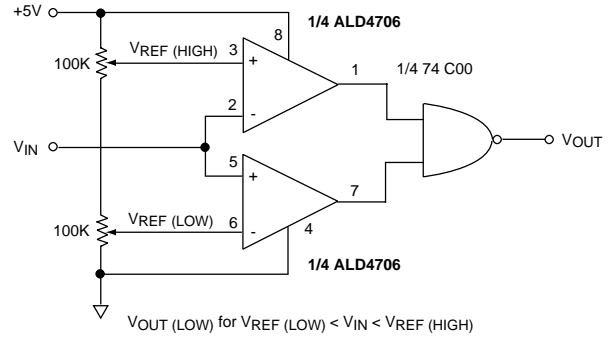 +5V
1/4 ALD4706
8
VREF (HIGH)
3
+
100K
1
1/4 74 C00
2
-
VIN
VOUT
5
+
7
VREF (LOW)
6
-
100K
4
1/4 ALD4706
VOUT (LOW) for VREF (LOW) < VIN < VREF (HIGH)